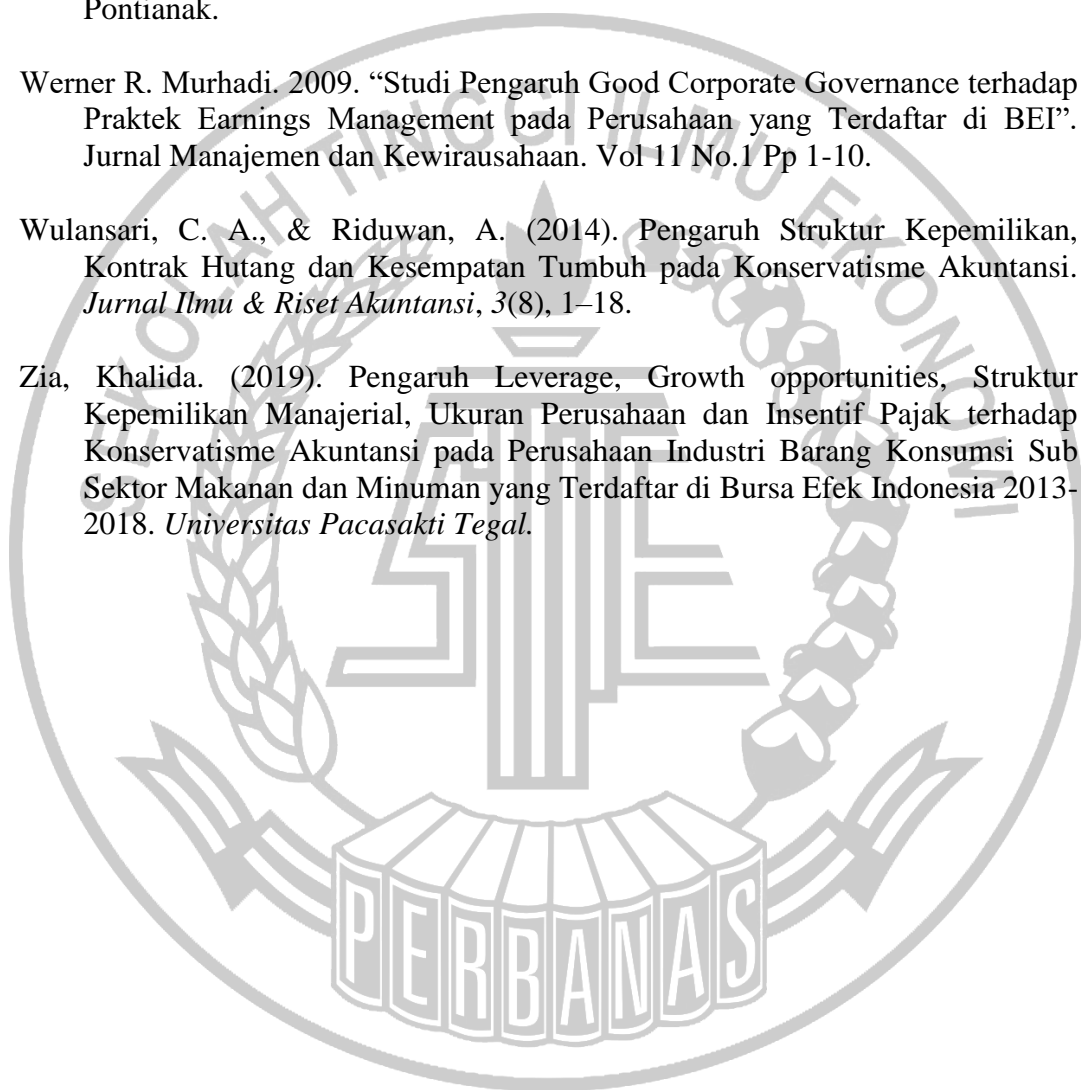 Pontianak.
Werner R. Murhadi. 2009. “Studi Pengaruh Good Corporate Governance terhadap
Praktek Earnings Management pada Perusahaan yang Terdaftar di BEI”.
Jurnal Manajemen dan Kewirausahaan. Vol 11 No.1 Pp 1-10.
Wulansari, C. A., & Riduwan, A. (2014). Pengaruh Struktur Kepemilikan,
Kontrak Hutang dan Kesempatan Tumbuh pada Konservatisme Akuntansi.
Jurnal Ilmu & Riset Akuntansi, 3(8), 1–18.
Zia, Khalida. (2019). Pengaruh Leverage, Growth opportunities, Struktur
Kepemilikan Manajerial, Ukuran Perusahaan dan Insentif Pajak terhadap
Konservatisme Akuntansi pada Perusahaan Industri Barang Konsumsi Sub
Sektor Makanan dan Minuman yang Terdaftar di Bursa Efek Indonesia 2013-
2018. Universitas Pacasakti Tegal.
SEKOLAH TINGGI ILMU EKONOMI
PERBANAS